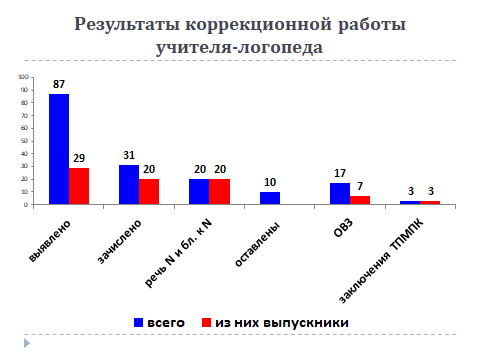 Результаты коррекционной работы
учителя-логопеда
100
90
80
70
60
50
40
30
20
10
0
87
29
31
20
20
20
10
17
7
3
3
выявлено
зачислено
речь N и бл. к N
оставлены
ОВЗ
заключения ТПМПК
всего
из них выпускники